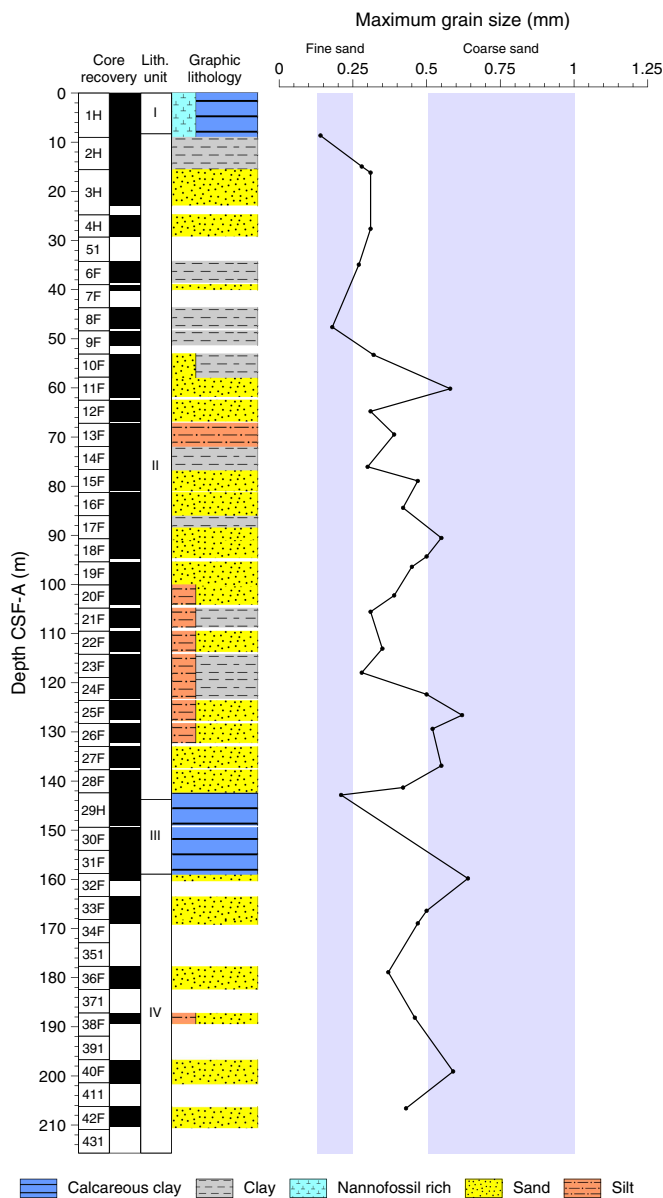 Maximum grain size (mm)
Fine sand Coarse sand
0 0.25 0.5 0.75 1 1.25
Core recovery
Lith. unit
Graphic lithology
Depth CSF-A (m)
0
10
20
30
40
50
60
70
80
90
100
110
120
130
140
150
160
170
180
190
200
210
1H
2H
3H
4H
51
6F
7F
8F
9F
10F
11F
12F
13F
14F
15F
16F
17F
18F
19F
20F
21F
22F
23F
24F
25F
26F
27F
28F
29H
30F
31F
32F
33F
34F
351
36F
371
38F
391
40F
411
42F
431
I
II
III
IV
Calcareous clay Clay Nannofossil rich Sand Silt